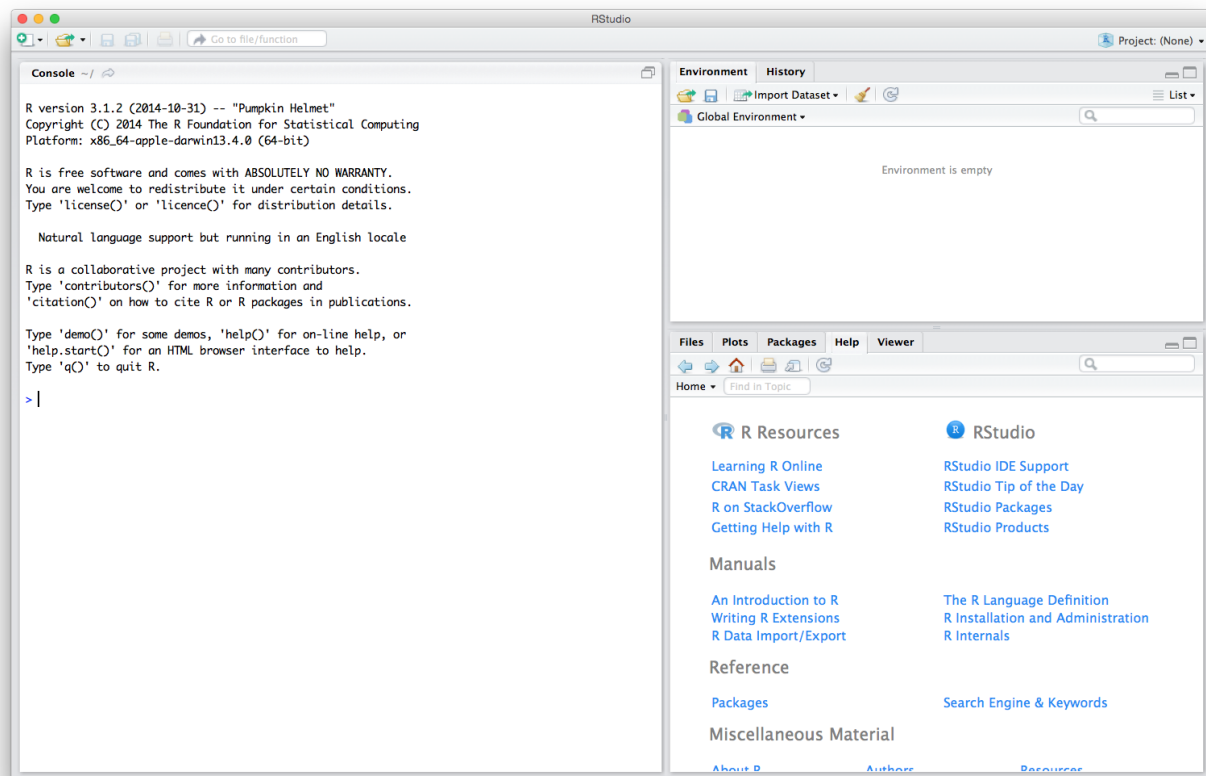 RStudio
Go to file/function
Project: (None)
Console ~/
R version 3.1.2 (2014-10-31) -- "Pumpkin Helmet"
Copyright (C) 2014 The R Foundation for Statistical Computing
Platform: x86_64-apple-darwin13.4.0 (64-bit)
R is free software and comes with ABSOLUTELY NO WARRANTY.
You are welcome to redistribute it under certain conditions.
Type 'license()' or 'licence()' for distribution details.
Natural language support but running in an English locale
R is a collaborative project with many contributors.
Type 'contributors()' for more information and
'citation()' on how to cite R or R packages in publications.
Type 'demo()' for some demos, 'help()' for on-line help, or
'help.start()' for an HTML browser interface to help.
Type 'q()' to quit R.
>
Environment History
Import Dataset List
Global Environment
Environment is empty
Files Plots Packages Help Viewer
Home Find in Topic
R R Resources
R RStudio
Learning R Online
RStudio IDE Support
CRAN Task Views
RStudio Tip of the Day
R on StackOverflow
RStudio Packages
Getting Help with R
RStudio Products
Manuals
An Introduction to R
The R Language Definition
Writing R Extensions
R Installation and Administration
R Data Import/Export
R Internals
Reference
Packages
Search Engine & Keywords
Miscellaneous Material
About R
Authors
Resources